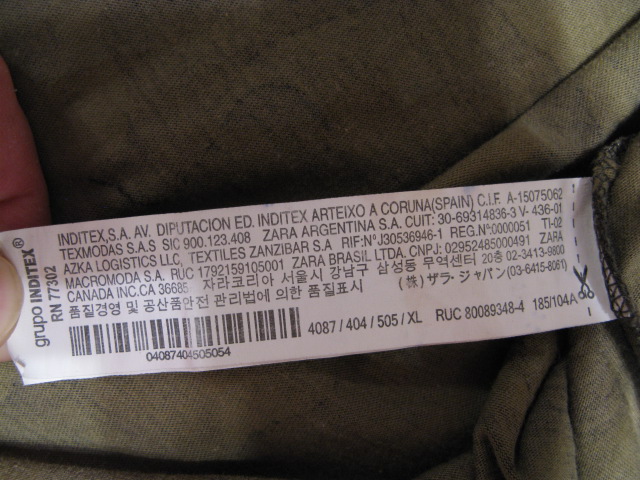 grupo INDITEX®
RN 77302
INDITEX,S.A. AV. DIPUTACION ED. INDITEX ARTEIXO A CORUNA(SPAIN) C.I.F. A-15075062
TEXMODAS S.A.S SIC 900.123.408 ZARA ARGENTINA S.A. CUIT: 30-69314836-3 V- 436-01
AZKA LOGISTICS LLC, TEXTILES ZANZIBAR S.A RIF:N°J30536946-1 REG.N°0000051 TI-02
MACROMODA S.A. RUC 1792159105001 ZARA BRASIL LTDA. CNPJ: 02952485000491 ZARA
CANADA INC.CA 36685 자라코리아 서울시 강남구 삼성동 무역센터 20층 02-3413-9800
품질경영 및 공산품안전 관리법에 의한 품질표시 (株) ザラ・ジャパン(03-6415-8061)
04087404505054
4087 / 404 / 505 / XL RUC 80089348-4 185/104A